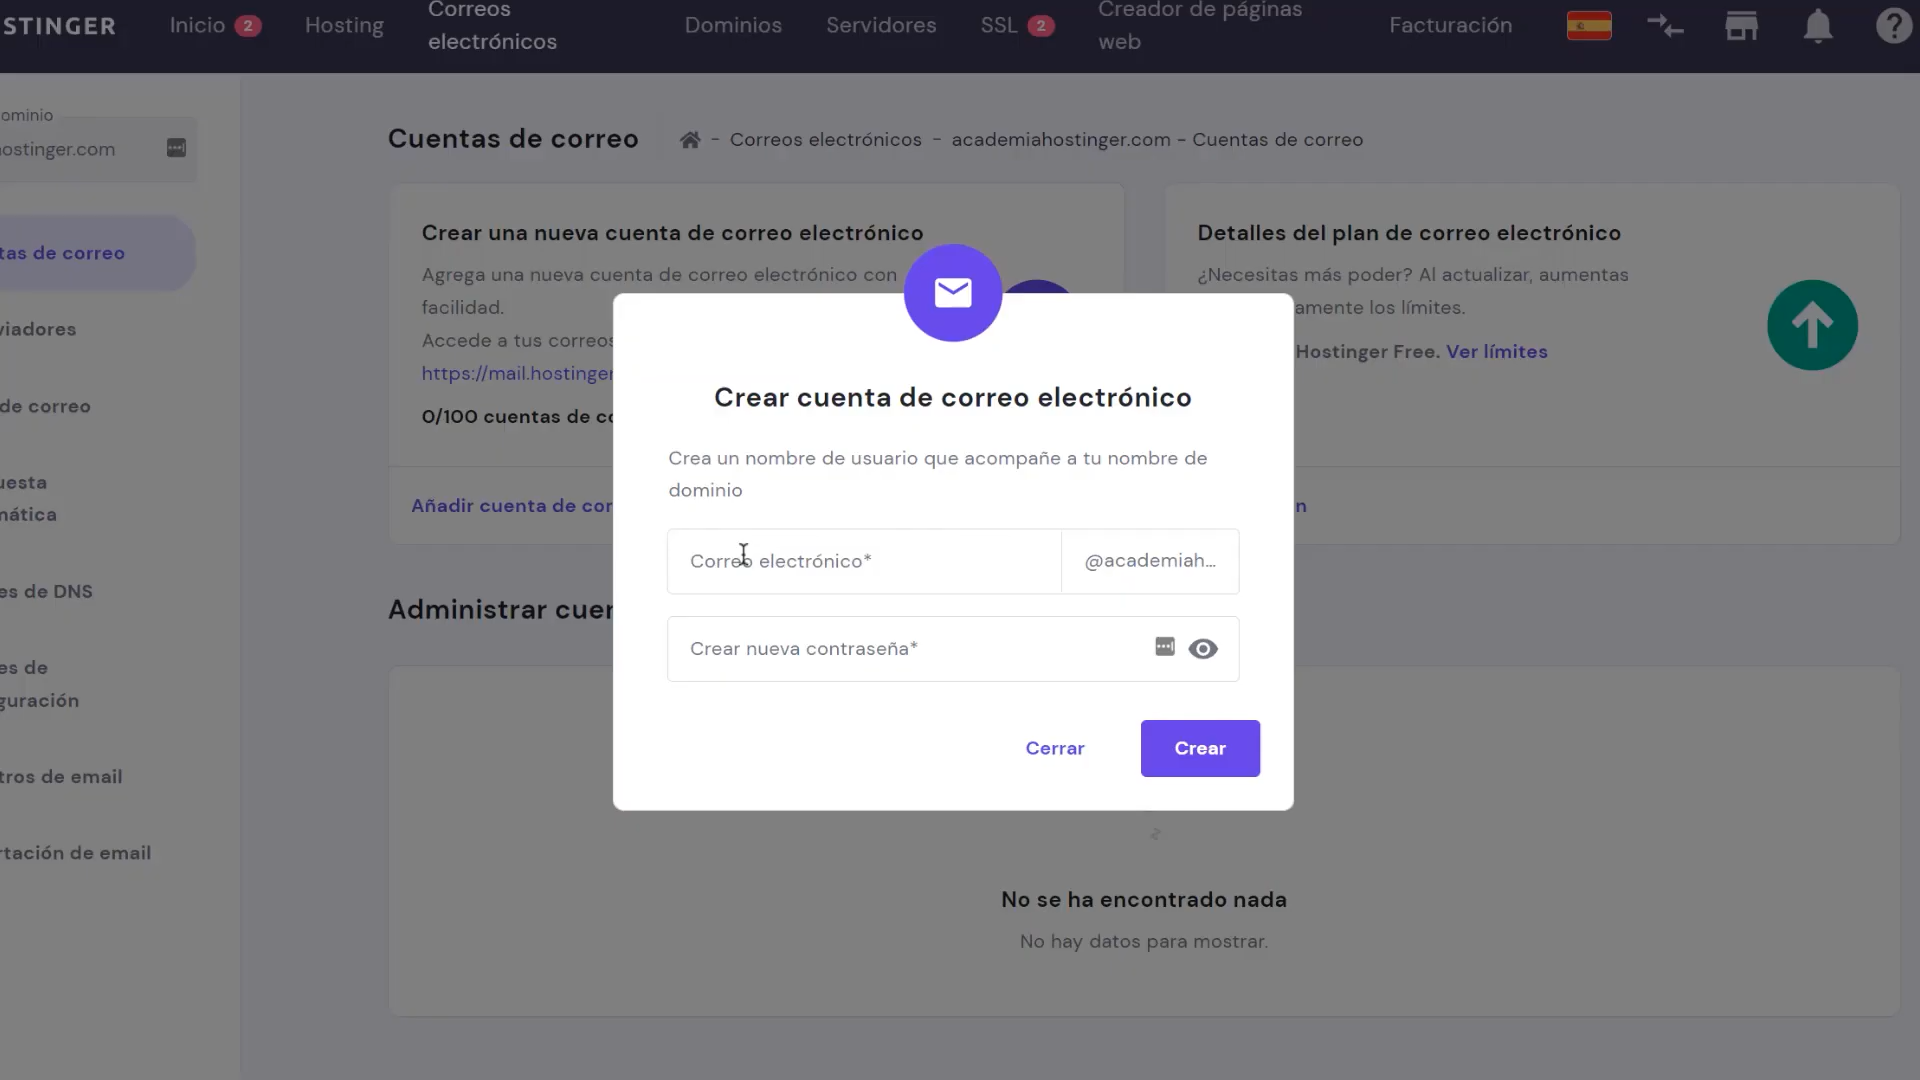 STINGER
Inicio 2
Hosting
Correos
electrónicos
Dominios
Servidores
SSL 2
Creador de páginas
web
Facturación
?
ominio
ostinger.com
tas de correo
viadores
de correo
uesta
mática
es de DNS
es de
guración
tros de email
rtación de email
Cuentas de correo
- Correos electrónicos - academiahostinger.com - Cuentas de correo
Crear una nueva cuenta de correo electrónico
Agrega una nueva cuenta de correo electrónico con
facilidad.
Accede a tus correos
https://mail.hostinger
0/100 cuentas de co
Añadir cuenta de cor
Detalles del plan de correo electrónico
¿Necesitas más poder? Al actualizar, aumentas
amente los límites.
Hostinger Free. Ver límites
n
Crear cuenta de correo electrónico
Crea un nombre de usuario que acompañe a tu nombre de
dominio
Correo electrónico*
@academiah...
Crear nueva contraseña*
Cerrar
Crear
Administrar cuen
No se ha encontrado nada
No hay datos para mostrar.